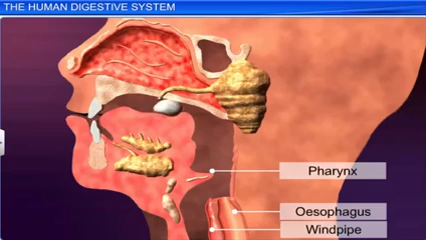 THE HUMAN DIGESTIVE SYSTEM
Pharynx
Oesophagus
Windpipe